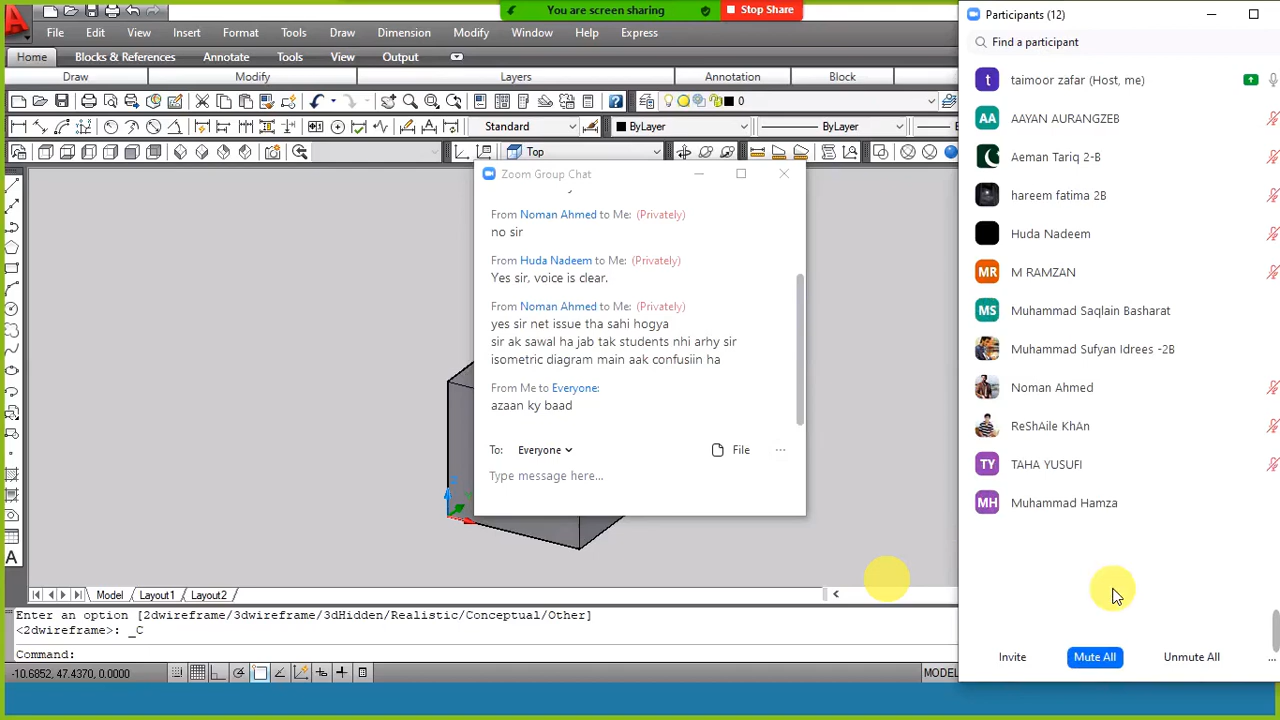 You are screen sharing
Stop Share
File Edit View Insert Format Tools Draw Dimension Modify Window Help Express
Home Blocks & References Annotate Tools View Output
Draw Modify Layers Annotation Block
0
Standard ByLayer ByLayer
Top
Zoom Group Chat
From Noman Ahmed to Me: (Privately)
no sir
From Huda Nadeem to Me: (Privately)
Yes sir, voice is clear.
From Noman Ahmed to Me: (Privately)
yes sir net issue tha sahi hogya
sir ak sawal ha jab tak students nhi arhy sir
isometric diagram main aak confusiin ha
From Me to Everyone:
azaan ky baad
To: Everyone File ...
Type message here...
Model Layout1 Layout2
Enter an option [2dwireframe/3dwireframe/3dHidden/Realistic/Conceptual/Other]
<2dwireframe>: _C
Command:
-10.6852, 47.4370, 0.0000
MODEL
Participants (12)
Find a participant
t taimoor zafar (Host, me)
AA AAYAN AURANGZEB
Aeman Tariq 2-B
hareem fatima 2B
Huda Nadeem
MR M RAMZAN
MS Muhammad Saqlain Basharat
Muhammad Sufyan Idrees -2B
Noman Ahmed
ReShAile KhAn
TY TAHA YUSUFI
MH Muhammad Hamza
Invite Mute All Unmute All ...